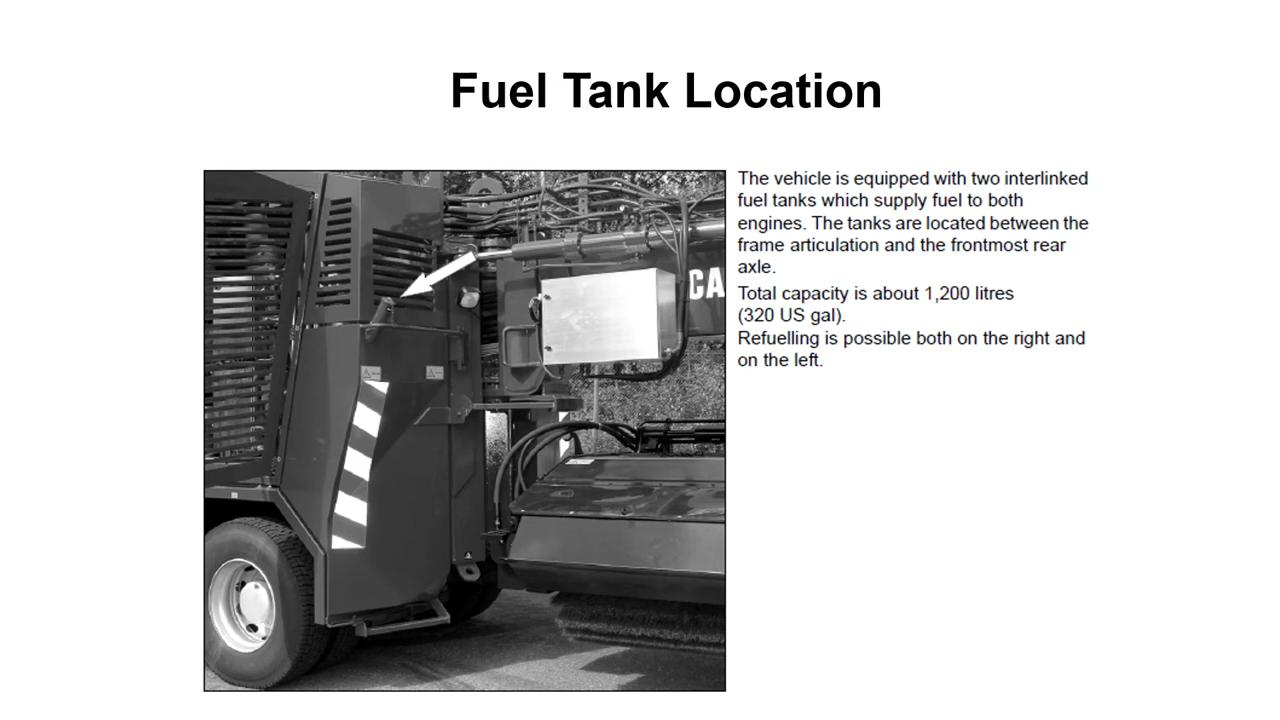 Fuel Tank Location
The vehicle is equipped with two interlinked
fuel tanks which supply fuel to both
engines. The tanks are located between the
frame articulation and the frontmost rear
axle.
Total capacity is about 1,200 litres
(320 US gal).
Refuelling is possible both on the right and
on the left.
CA